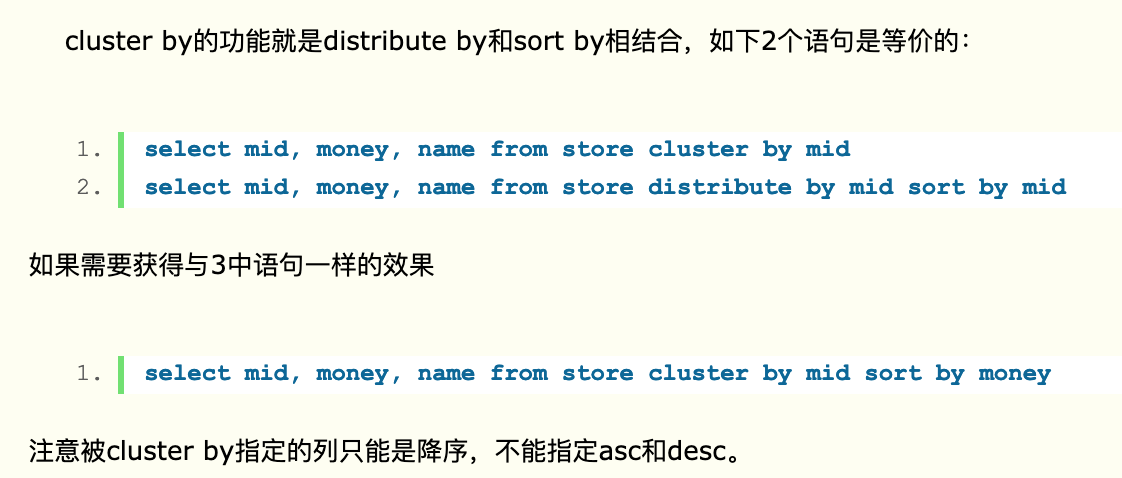 cluster by的功能就是distribute by和sort by相结合，如下2个语句是等价的：
1. select mid, money, name from store cluster by mid
2. select mid, money, name from store distribute by mid sort by mid
如果需要获得与3中语句一样的效果
1. select mid, money, name from store cluster by mid sort by money
注意被cluster by指定的列只能是降序，不能指定asc和desc。